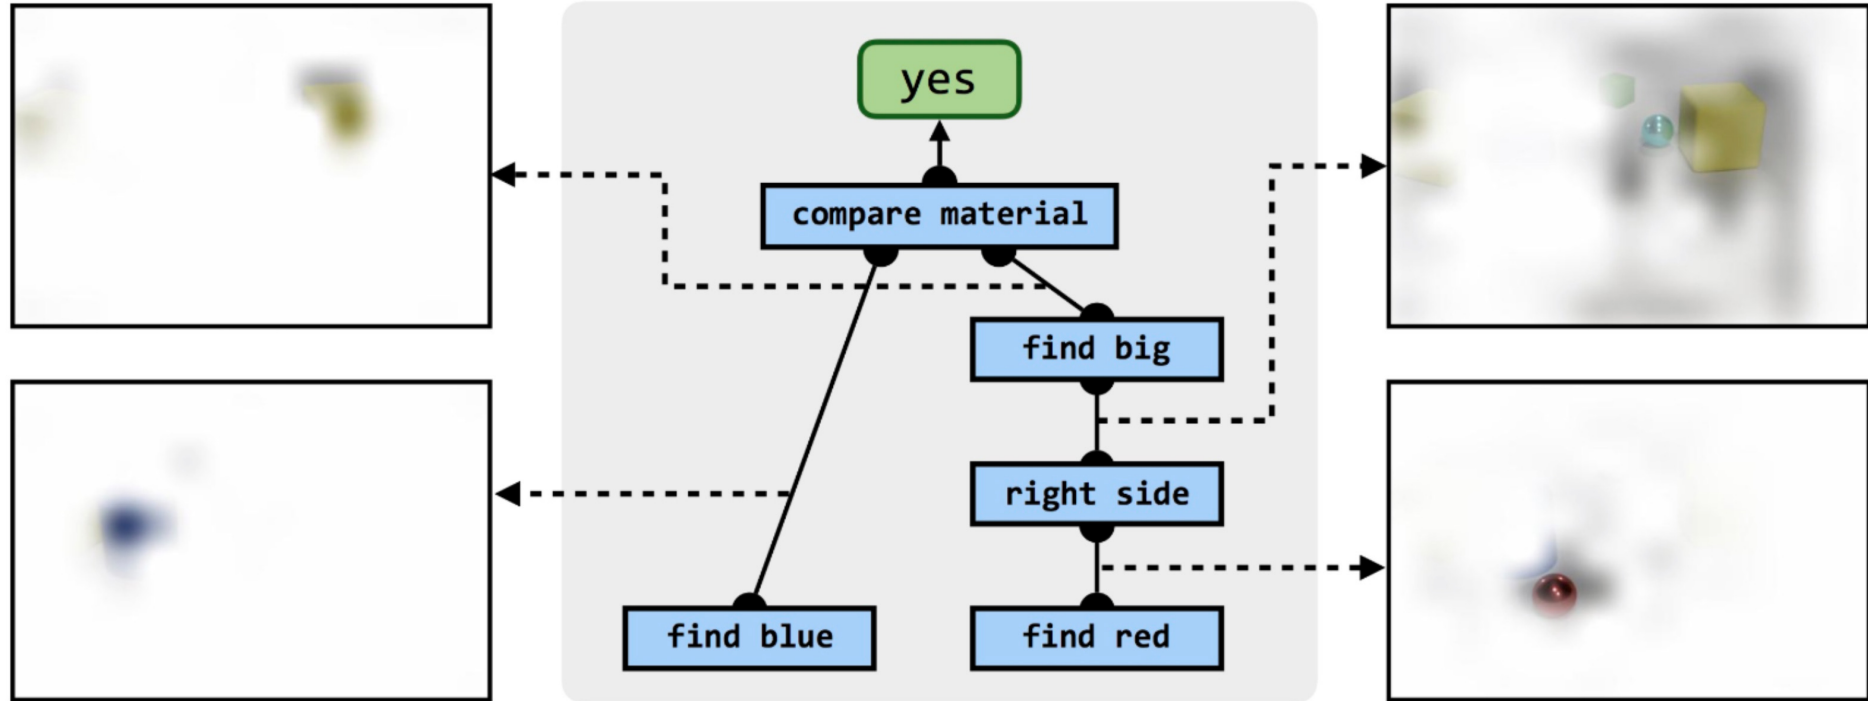 yes
compare material
find big
right side
find blue
find red